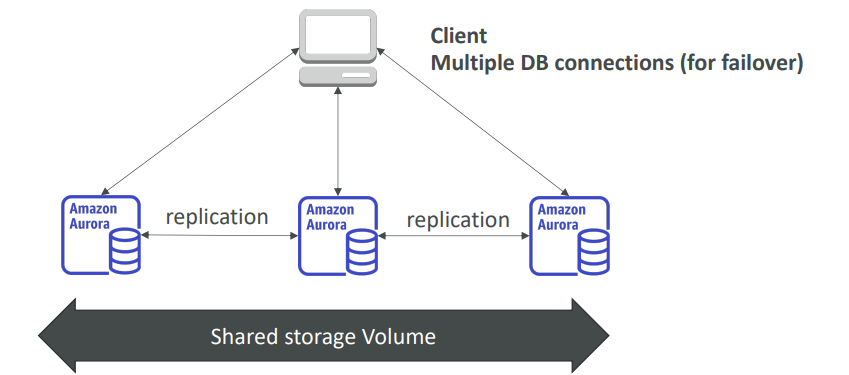 Client
Multiple DB connections (for failover)
Amazon
Aurora
replication
Amazon
Aurora
replication
Amazon
Aurora
Shared storage Volume